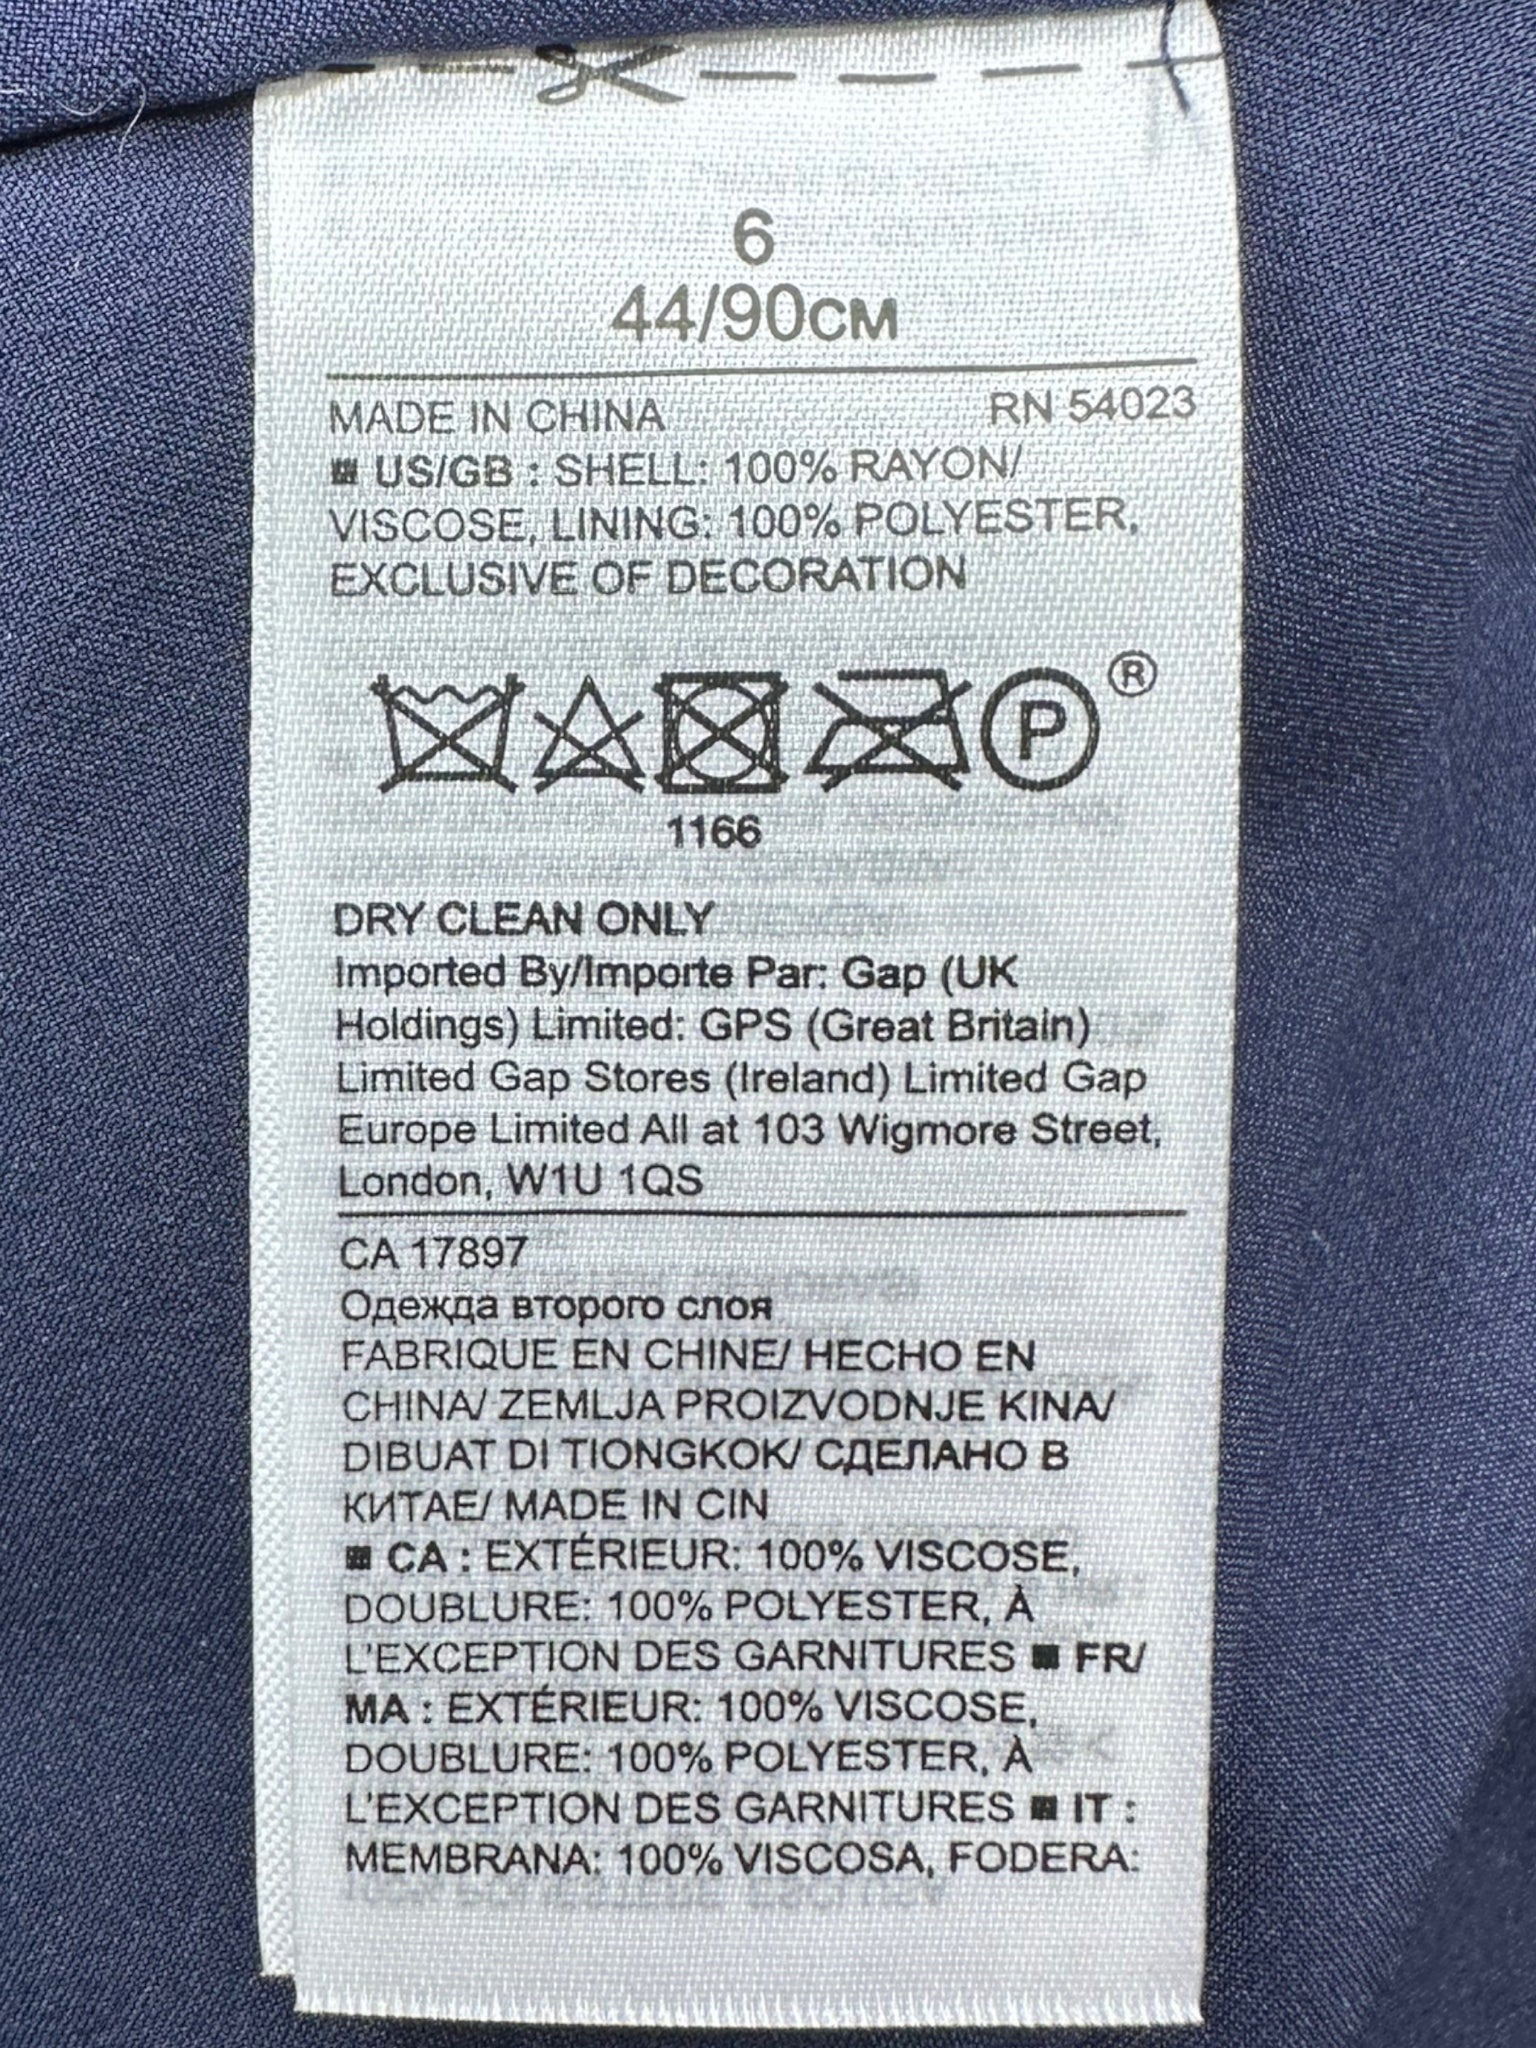 6
44/90CM
MADE IN CHINA RN 54023
■ US/GB : SHELL: 100% RAYON/
VISCOSE, LINING: 100% POLYESTER,
EXCLUSIVE OF DECORATION
P ®
1166
DRY CLEAN ONLY
Imported By/Importe Par: Gap (UK
Holdings) Limited: GPS (Great Britain)
Limited Gap Stores (Ireland) Limited Gap
Europe Limited All at 103 Wigmore Street,
London, W1U 1QS
CA 17897
Одежда второго слоя
FABRIQUE EN CHINE/ HECHO EN
CHINA/ ZEMLJA PROIZVODNJE KINA/
DIBUAT DI TIONGKOK/ СДЕЛАНО В
КИТАЕ/ MADE IN CIN
■ CA : EXTÉRIEUR: 100% VISCOSE,
DOUBLURE: 100% POLYESTER, À
L'EXCEPTION DES GARNITURES ■ FR/
MA : EXTÉRIEUR: 100% VISCOSE,
DOUBLURE: 100% POLYESTER, À
L'EXCEPTION DES GARNITURES ■ IT :
MEMBRANA: 100% VISCOSA, FODERA: